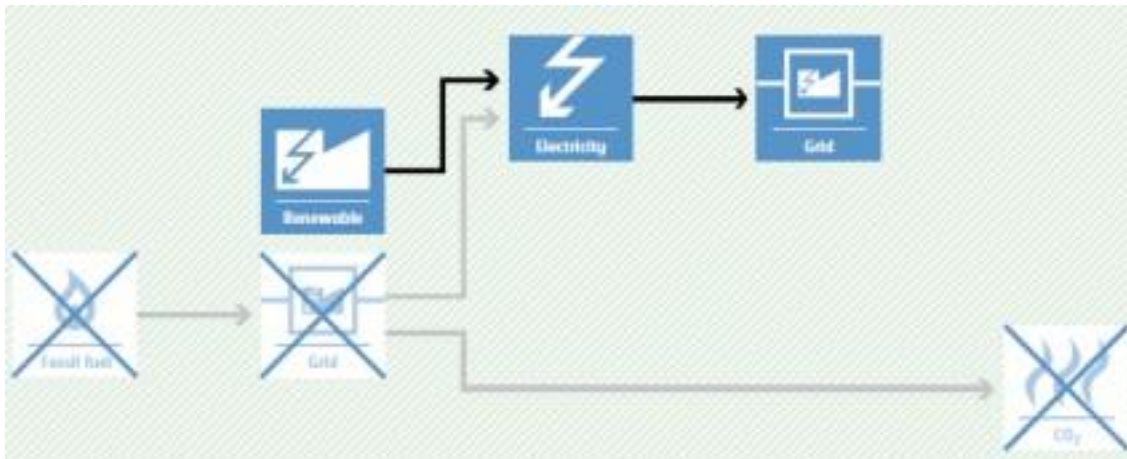 Electricity
Grid
Renewable
Fossil fuel
Grid
CO₂